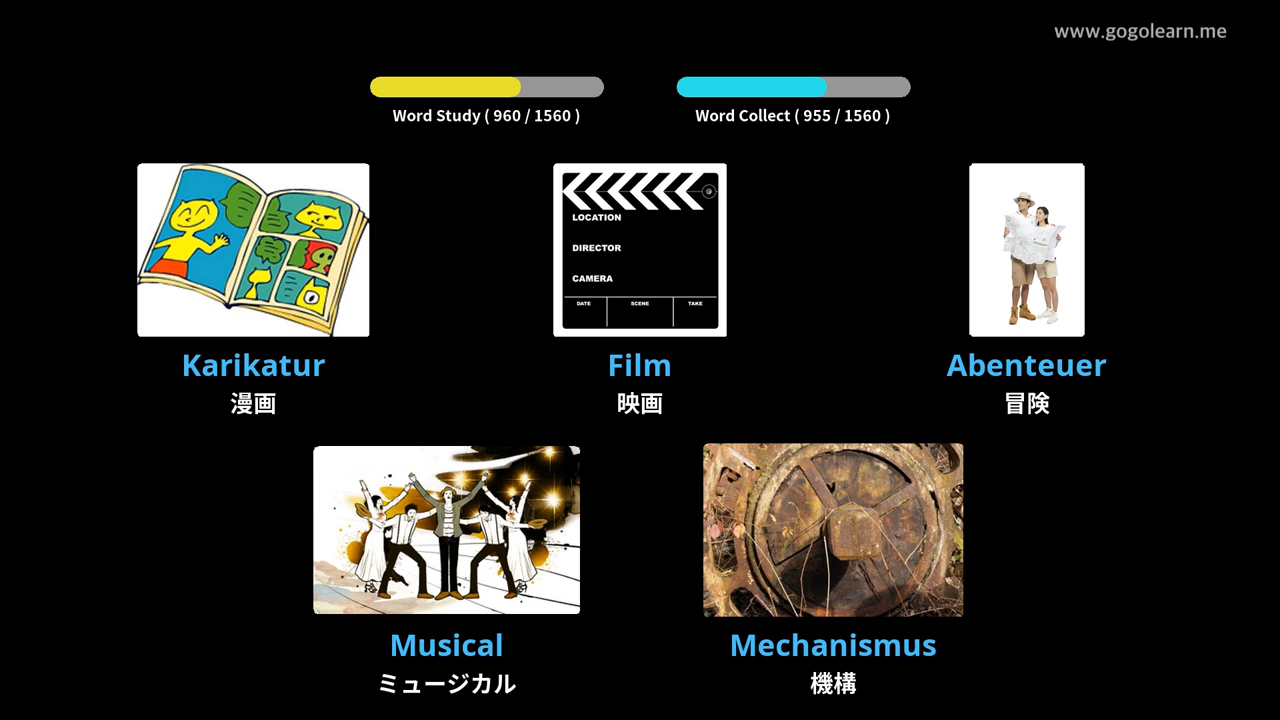 www.gogolearn.me
Word Study ( 960 / 1560 )
Word Collect ( 955 / 1560 )
LOCATION
DIRECTOR
CAMERA
DATE
SCENE
TAKE
Karikatur
漫画
Film
映画
Abenteuer
冒険
Musical
ミュージカル
Mechanismus
機構